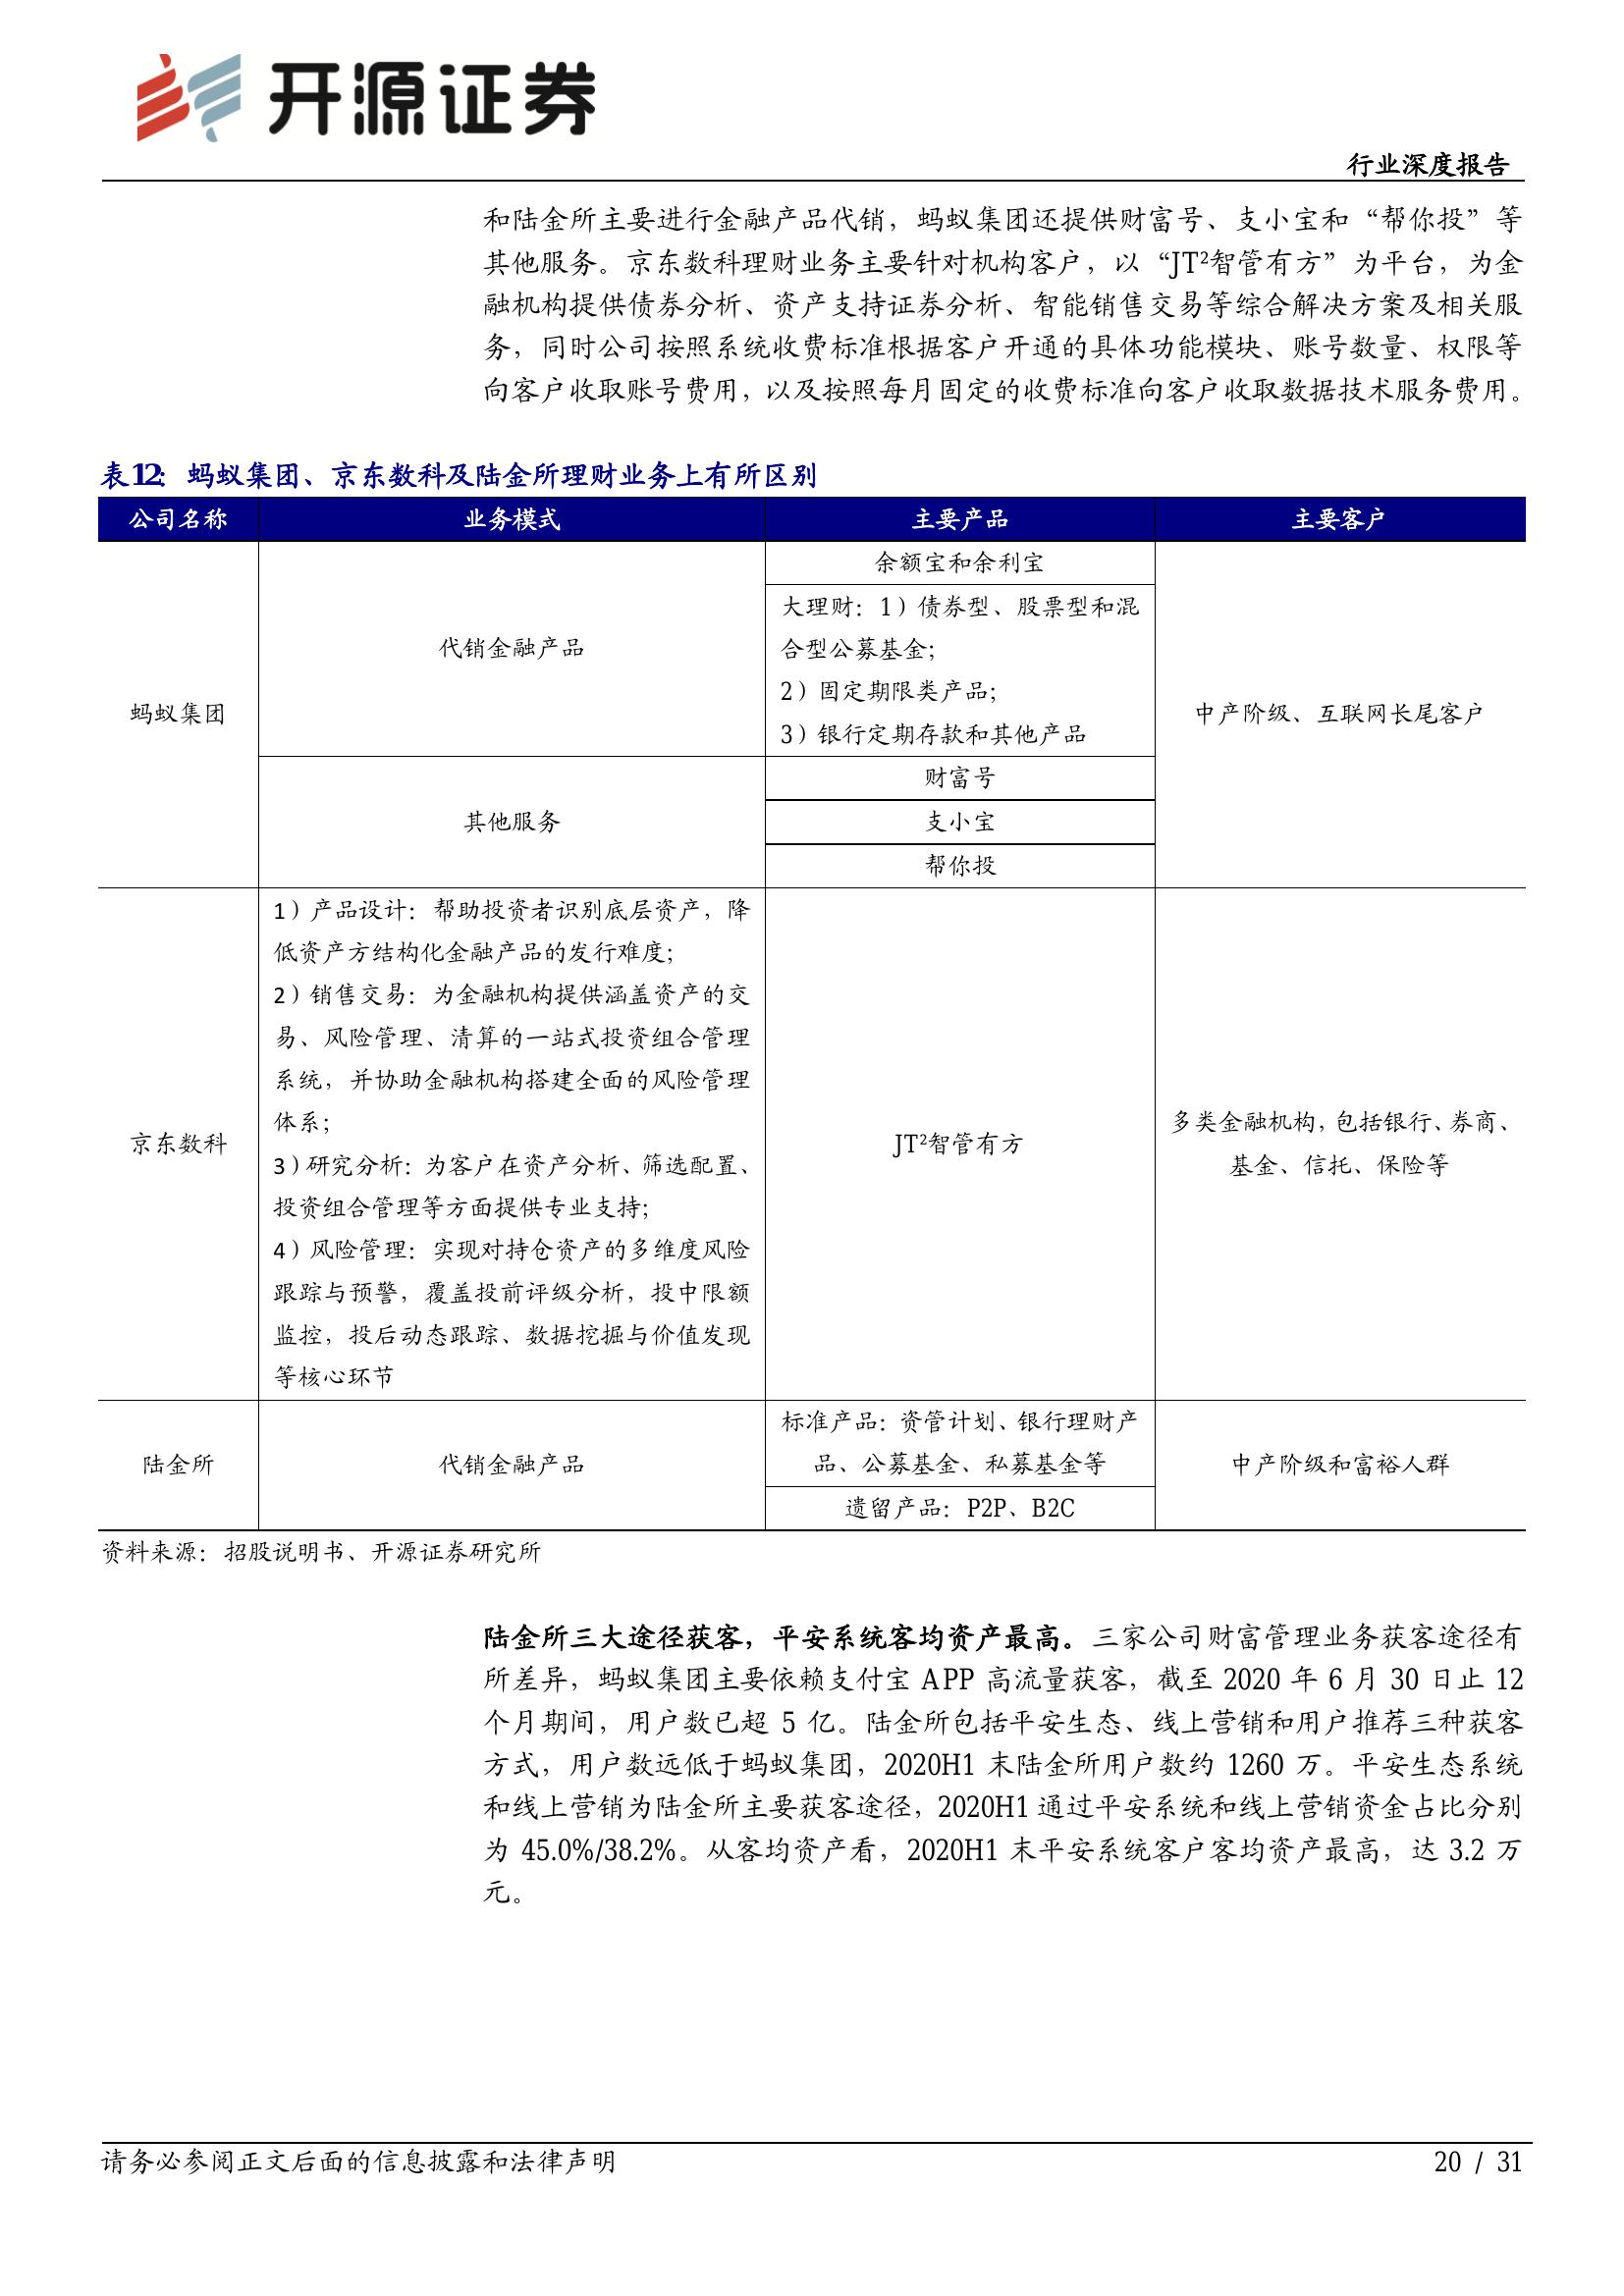 开源证券
行业深度报告
和陆金所主要进行金融产品代销，蚂蚁集团还提供财富号、支小宝和“帮你投”等
其他服务。京东数科理财业务主要针对机构客户，以“JT²智管有方”为平台，为金
融机构提供债券分析、资产支持证券分析、智能销售交易等综合解决方案及相关服
务，同时公司按照系统收费标准根据客户开通的具体功能模块、账号数量、权限等
向客户收取账号费用，以及按照每月固定的收费标准向客户收取数据技术服务费用。
表12：蚂蚁集团、京东数科及陆金所理财业务上有所区别
公司名称 业务模式 主要产品 主要客户
蚂蚁集团
代销金融产品
余额宝和余利宝
大理财：1）债券型、股票型和混
合型公募基金；
2）固定期限类产品；
3）银行定期存款和其他产品
其他服务
财富号
支小宝
帮你投
中产阶级、互联网长尾客户
京东数科
1）产品设计：帮助投资者识别底层资产，降
低资产方结构化金融产品的发行难度；
2）销售交易：为金融机构提供涵盖资产的交
易、风险管理、清算的一站式投资组合管理
系统，并协助金融机构搭建全面的风险管理
体系；
3）研究分析：为客户在资产分析、筛选配置、
投资组合管理等方面提供专业支持；
4）风险管理：实现对持仓资产的多维度风险
跟踪与预警，覆盖投前评级分析，投中限额
监控，投后动态跟踪、数据挖掘与价值发现
等核心环节
JT²智管有方
多类金融机构，包括银行、券商、
基金、信托、保险等
陆金所
代销金融产品
标准产品：资管计划、银行理财产
品、公募基金、私募基金等
遗留产品：P2P、B2C
中产阶级和富裕人群
资料来源：招股说明书、开源证券研究所
陆金所三大途径获客，平安系统客均资产最高。三家公司财富管理业务获客途径有
所差异，蚂蚁集团主要依赖支付宝 APP 高流量获客，截至 2020 年 6 月 30 日止 12
个月期间，用户数已超 5 亿。陆金所包括平安生态、线上营销和用户推荐三种获客
方式，用户数远低于蚂蚁集团，2020H1 末陆金所用户数约 1260 万。平安生态系统
和线上营销为陆金所主要获客途径，2020H1 通过平安系统和线上营销资金占比分别
为 45.0%/38.2%。从客均资产看，2020H1 末平安系统客户客均资产最高，达 3.2 万
元。
请务必参阅正文后面的信息披露和法律声明 20 / 31